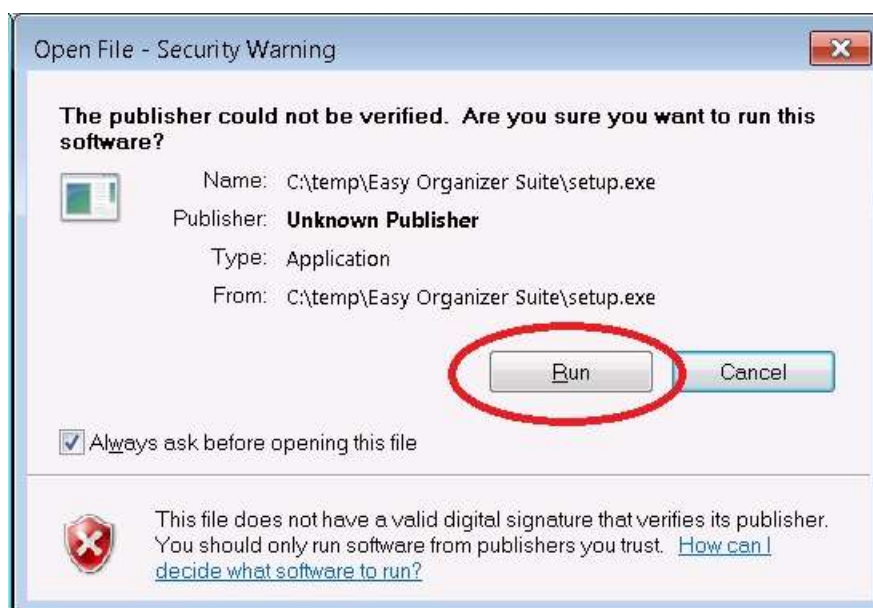 Open File - Security Warning
The publisher could not be verified.  Are you sure you want to run this
software?
Name: C:\temp\Easy Organizer Suite\setup.exe
Publisher: Unknown Publisher
Type: Application
From: C:\temp\Easy Organizer Suite\setup.exe
Run Cancel
Always ask before opening this file
This file does not have a valid digital signature that verifies its publisher.
You should only run software from publishers you trust. How can I
decide what software to run?